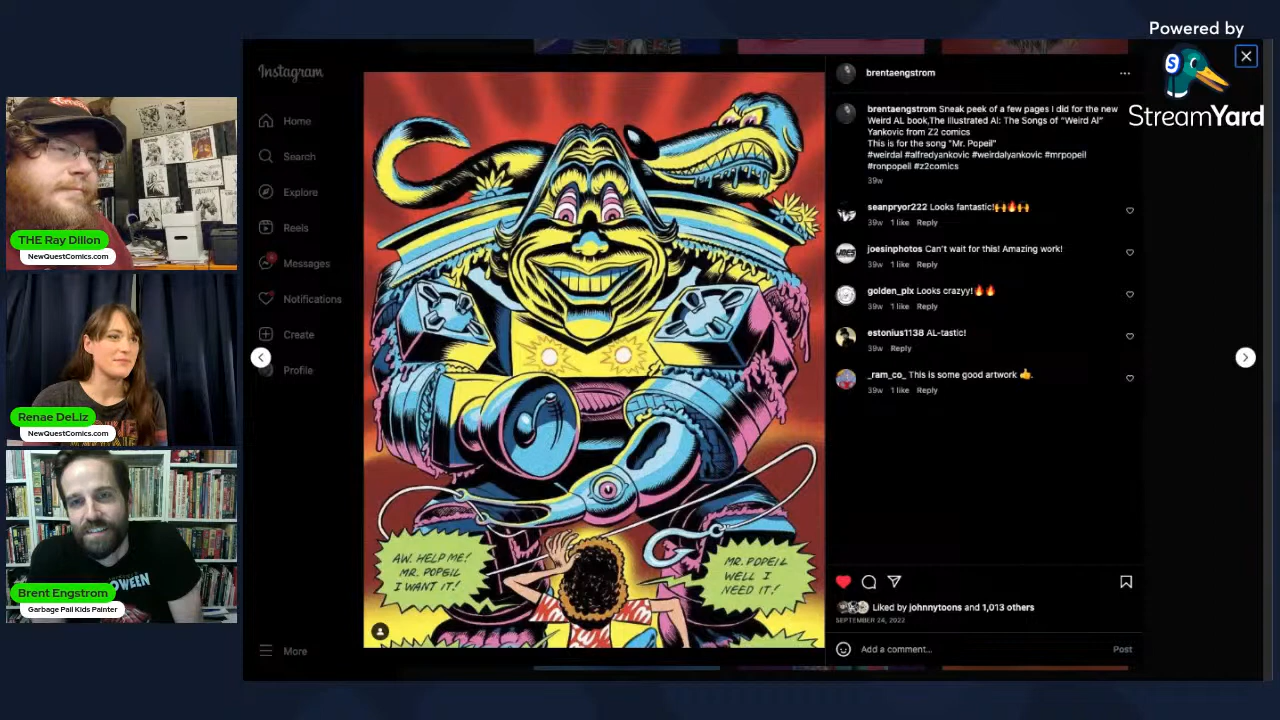 Powered by
StreamYard
THE Ray Dillon
NewQuestComics.com
Renae DeLiz
NewQuestComics.com
Brent Engstrom
Garbage Pail Kids Painter
Instagram
Home
Search
Explore
Reels
Messages
Notifications
Create
Profile
More
AW. HELP ME!
MR. POPEIL
I WANT IT!
MR. POPEIL
WELL I
NEED IT!
brentaengstrom
brentaengstrom Sneak peek of a few pages I did for the new
Weird AL book,The Illustrated Al: The Songs of “Weird Al”
Yankovic from Z2 comics
This is for the song "Mr. Popeil"
#weirdal #alfredyankovic #weirdalyankovic #mrpopeil
#ronpopeil #z2comics
39w
seanpryor222 Looks fantastic!🙌🔥🙌
39w 1 like Reply
joesinphotos Can’t wait for this! Amazing work!
39w 1 like Reply
golden_plx Looks crazyy!🔥🔥
39w 1 like Reply
estonius1138 AL-tastic!
39w Reply
_ram_co_ This is some good artwork 👍.
39w 1 like Reply
Liked by johnnytoons and 1,013 others
SEPTEMBER 24, 2022
Add a comment...
Post